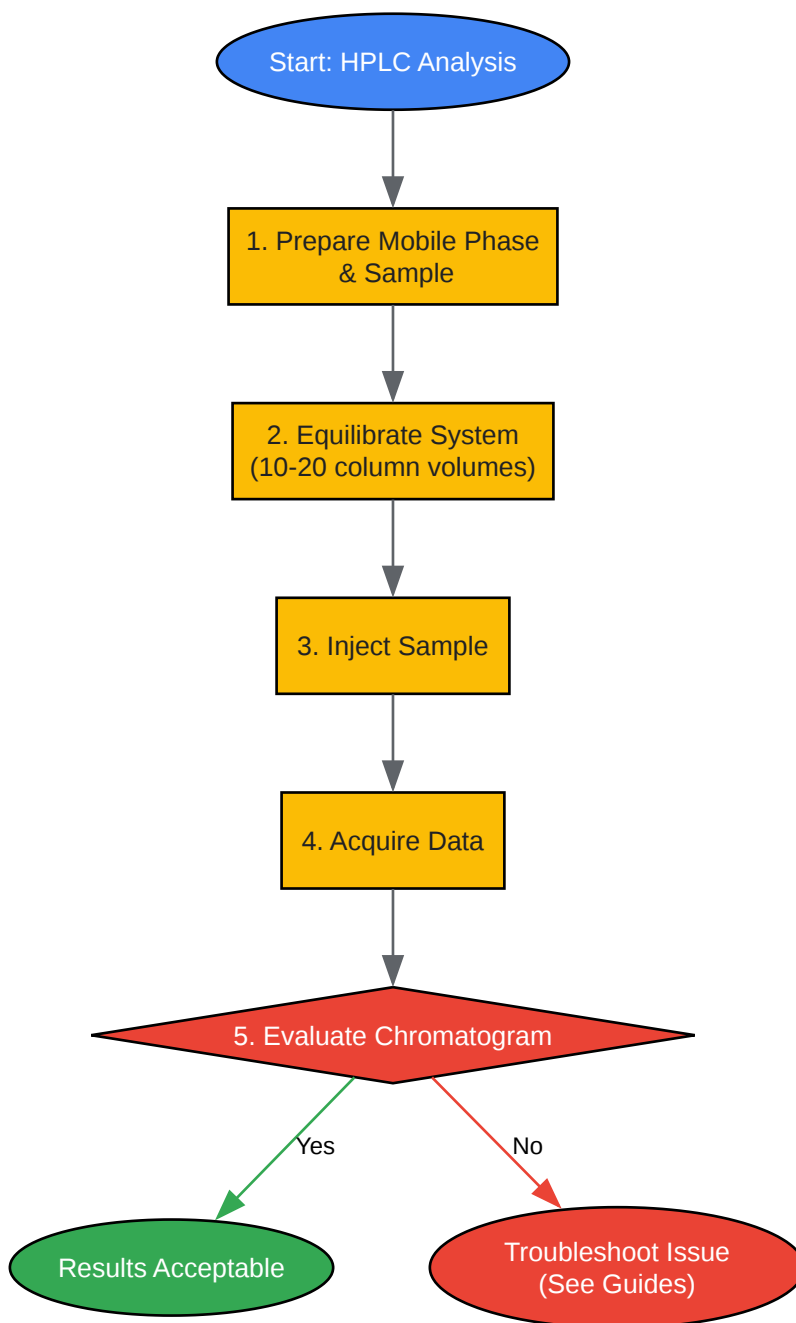 Start: HPLC Analysis
1. Prepare Mobile Phase
& Sample
2. Equilibrate System
(10-20 column volumes)
3. Inject Sample
4. Acquire Data
5. Evaluate Chromatogram
Yes
No
Results Acceptable
Troubleshoot Issue
(See Guides)